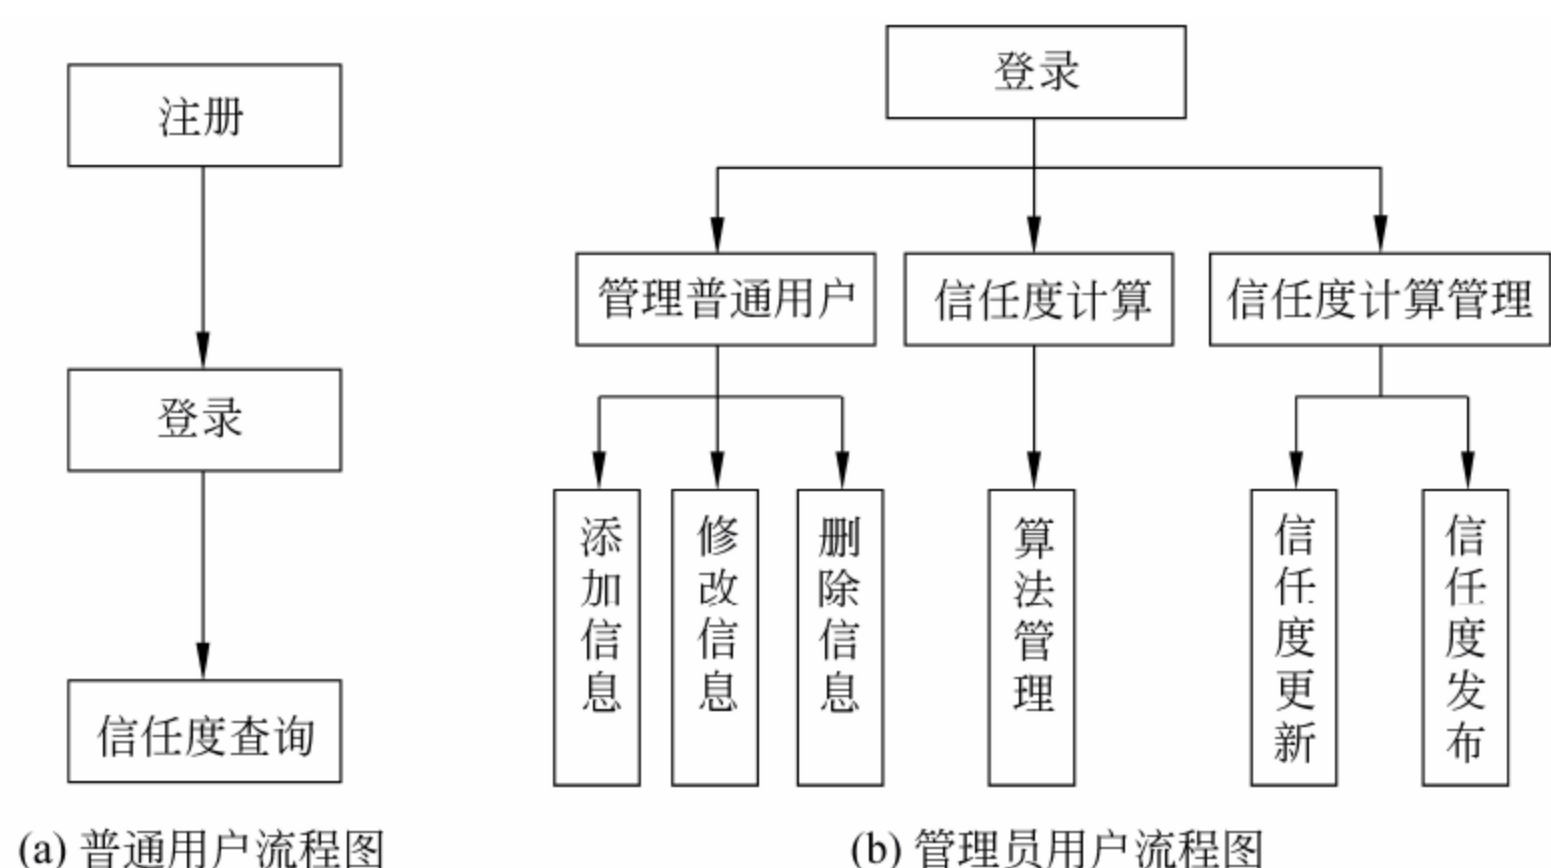 注册
登录
信任度查询
(a) 普通用户流程图
登录
管理普通用户
信任度计算
信任度计算管理
添加信息
修改信息
删除信息
算法管理
信任度更新
信任度发布
(b) 管理员用户流程图